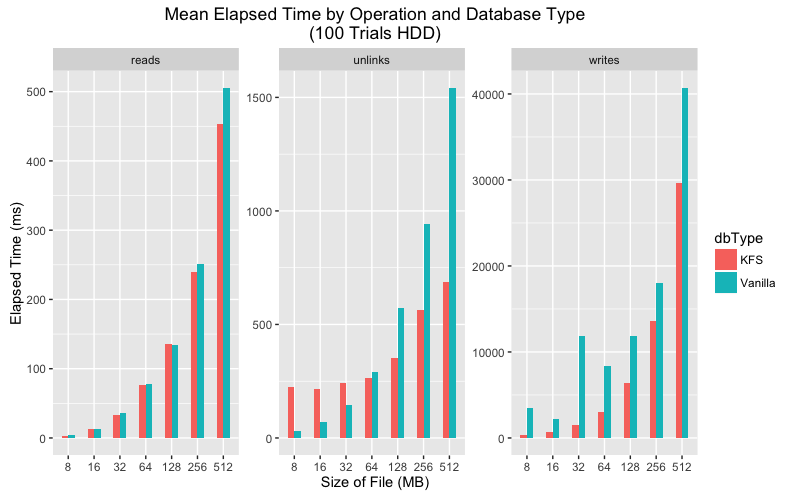 Mean Elapsed Time by Operation and Database Type
(100 Trials HDD)
reads
unlinks
writes
Elapsed Time (ms)
500
400
300
200
100
0
8 16 32 64 128 256 512
1500
1000
500
0
8 16 32 64 128 256 512
40000
30000
20000
10000
0
8 16 32 64 128 256 512
Size of File (MB)
dbType
KFS
Vanilla